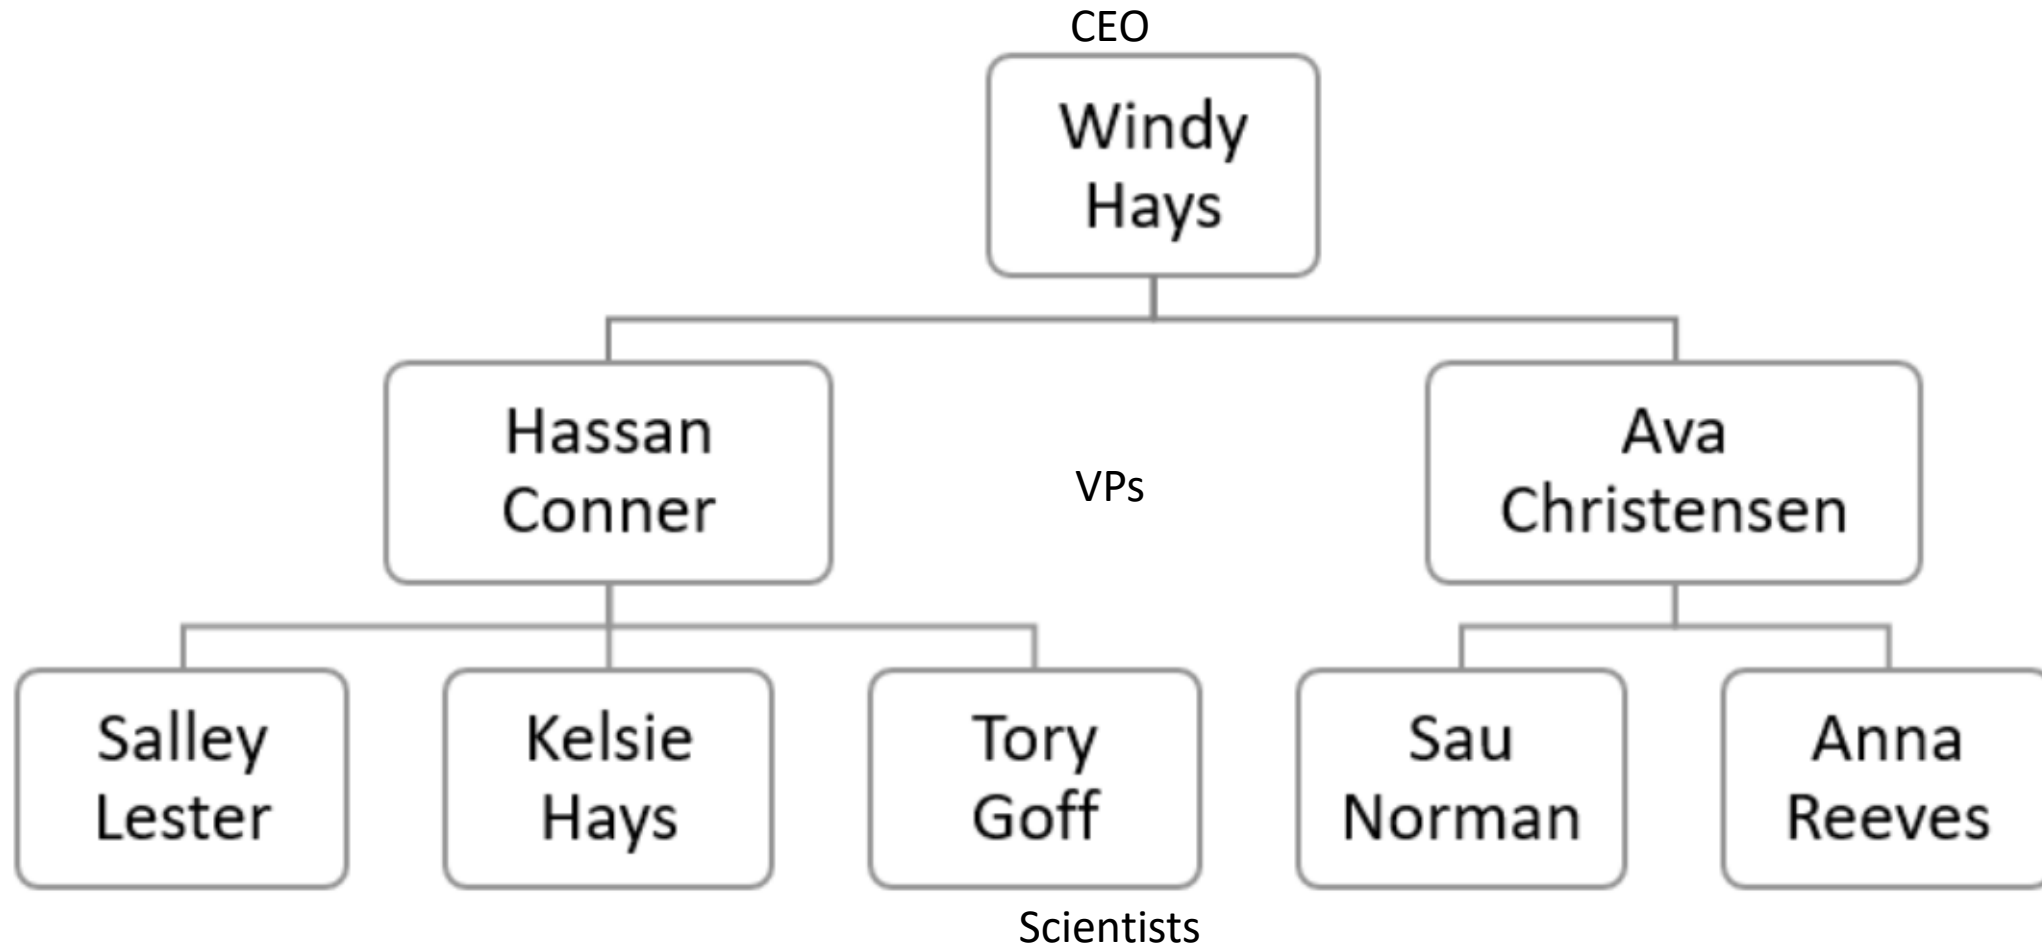 CEO
Windy
Hays
Hassan
Conner
VPs
Ava
Christensen
Salley
Lester
Kelsie
Hays
Tory
Goff
Sau
Norman
Anna
Reeves
Scientists